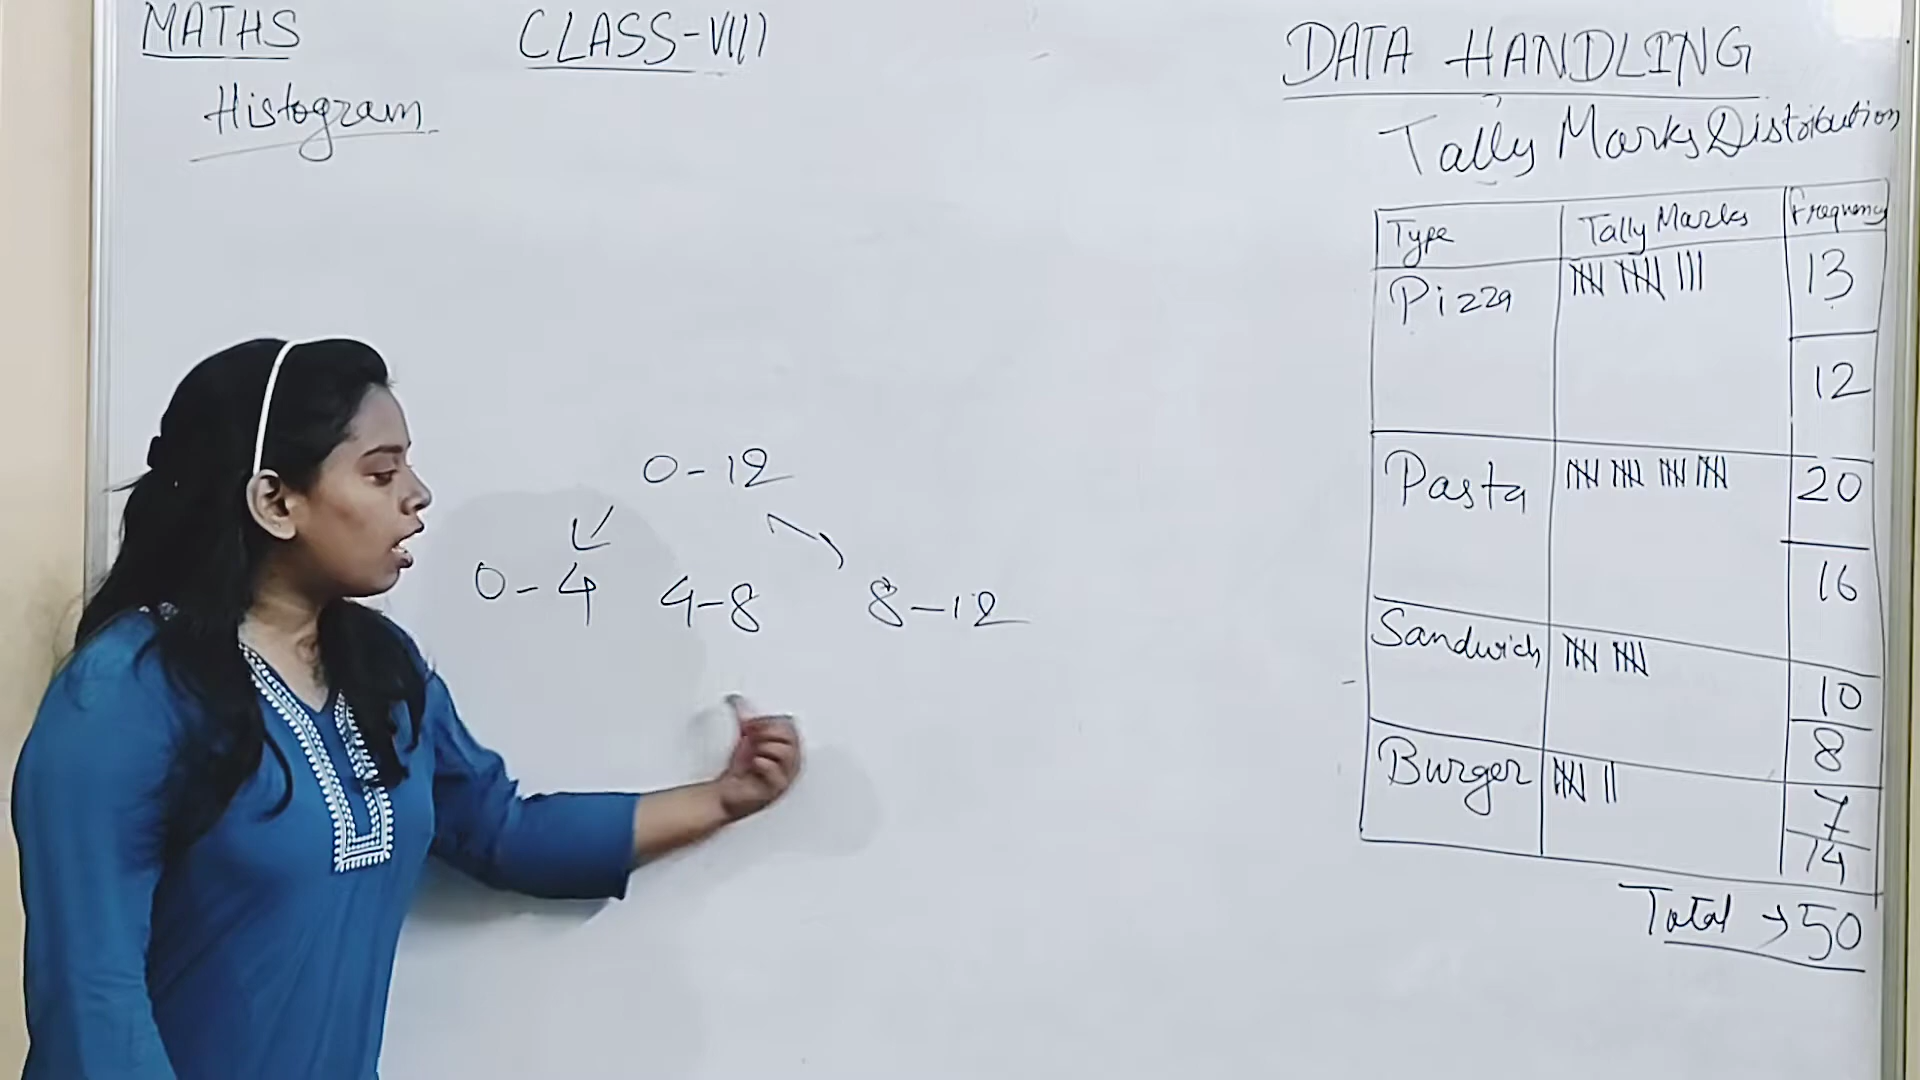 MATHS
CLASS-VIII
DATA HANDLING
Histogram
Tally Marks Distribution
Type Tally Marks Frequency
Pizza 13
12
Pasta 20
16
Sandwich 10
8
Burger 7
14
Total → 50
0-12
0-4 4-8 8-12